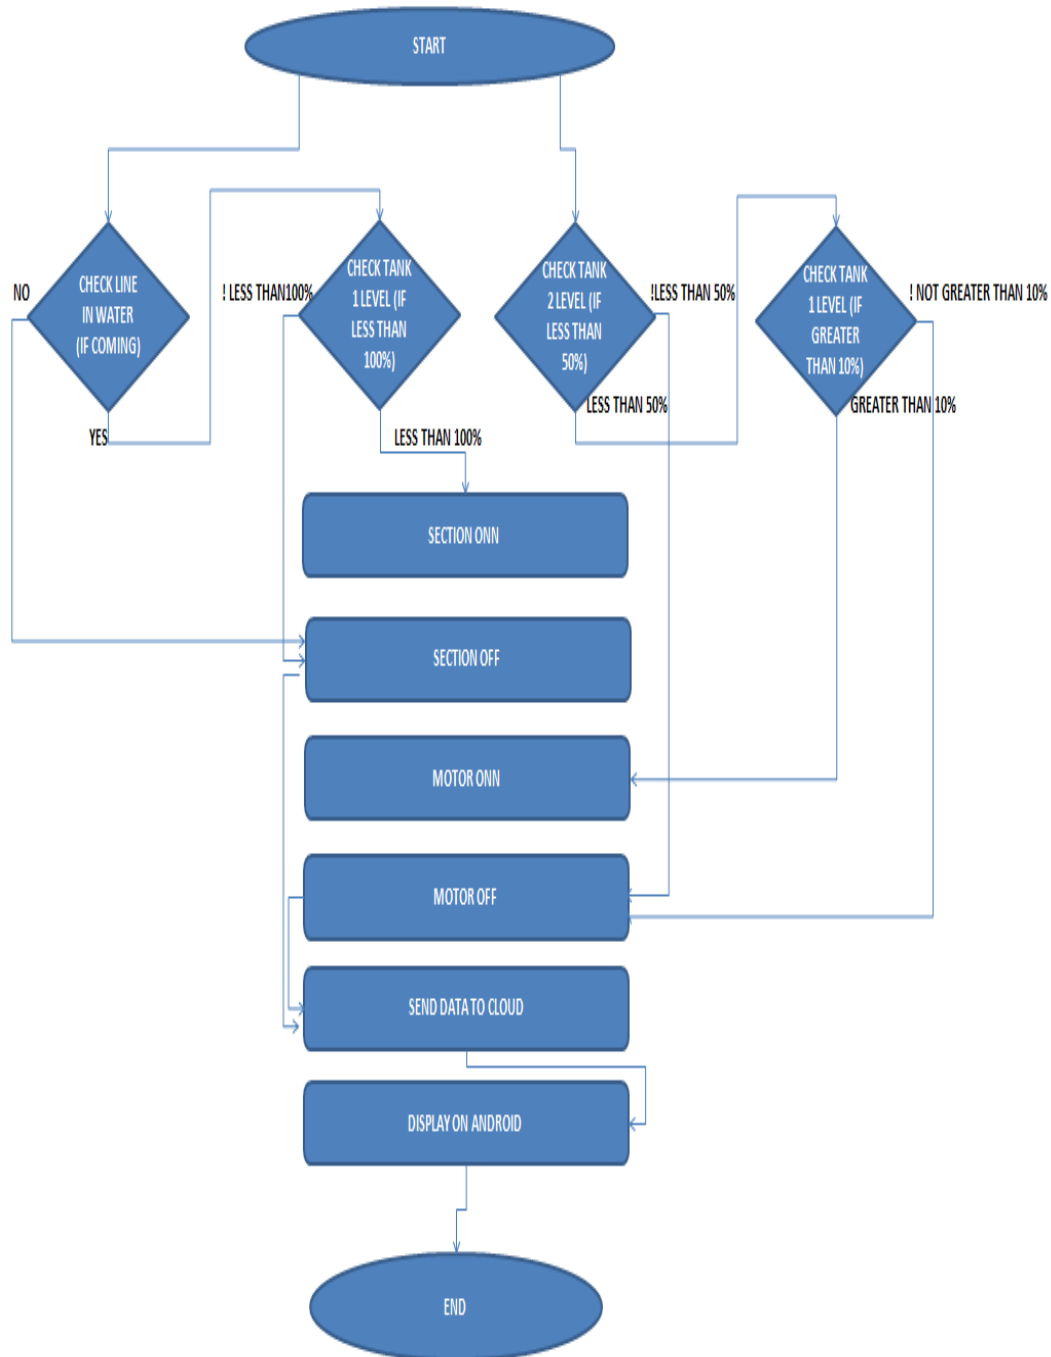 START
CHECK LINE
IN WATER
(IF COMING)
NO
YES
CHECK TANK
1 LEVEL (IF
LESS THAN
100%)
! LESS THAN100%
LESS THAN 100%
CHECK TANK
2 LEVEL (IF
LESS THAN
50%)
!LESS THAN 50%
LESS THAN 50%
CHECK TANK
1 LEVEL (IF
GREATER
THAN 10%)
! NOT GREATER THAN 10%
GREATER THAN 10%
SECTION ONN
SECTION OFF
MOTOR ONN
MOTOR OFF
SEND DATA TO CLOUD
DISPLAY ON ANDROID
END